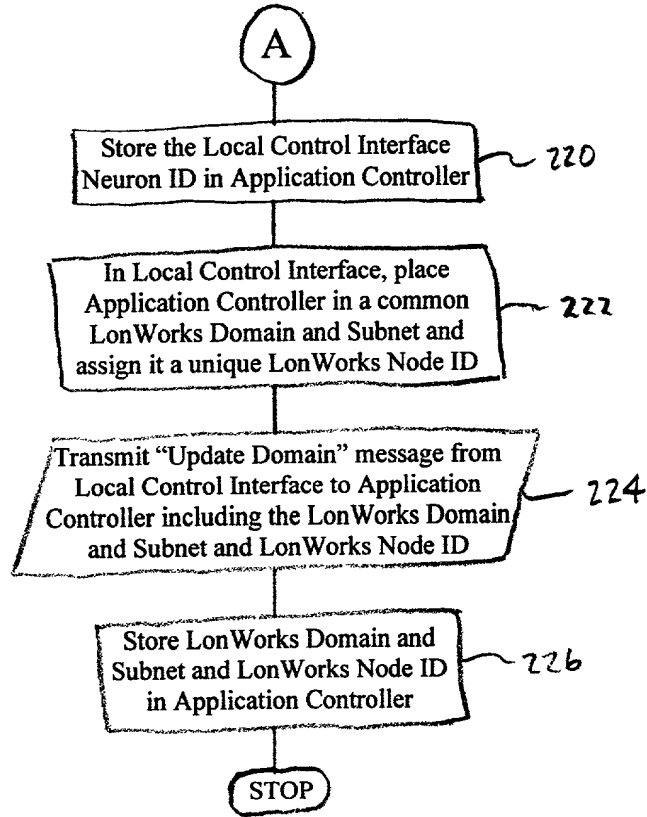 A
Store the Local Control Interface
Neuron ID in Application Controller
220
In Local Control Interface, place
Application Controller in a common
LonWorks Domain and Subnet and
assign it a unique LonWorks Node ID
222
Transmit “Update Domain” message from
Local Control Interface to Application
Controller including the LonWorks Domain
and Subnet and LonWorks Node ID
224
Store LonWorks Domain and
Subnet and LonWorks Node ID
in Application Controller
226
STOP